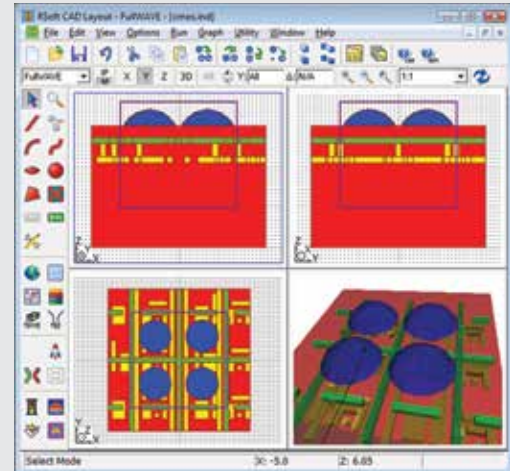 RSoft CAD Layout - FullWAVE - [cmos.ind]
File Edit View Options Run Graph Utility Window Help
FullWAVE X Y Z 3D Y: All Δ: N/A 1:1
Z Y X
Z Y X
Y Z X
Select Mode X: -5.0 Z: 6.05